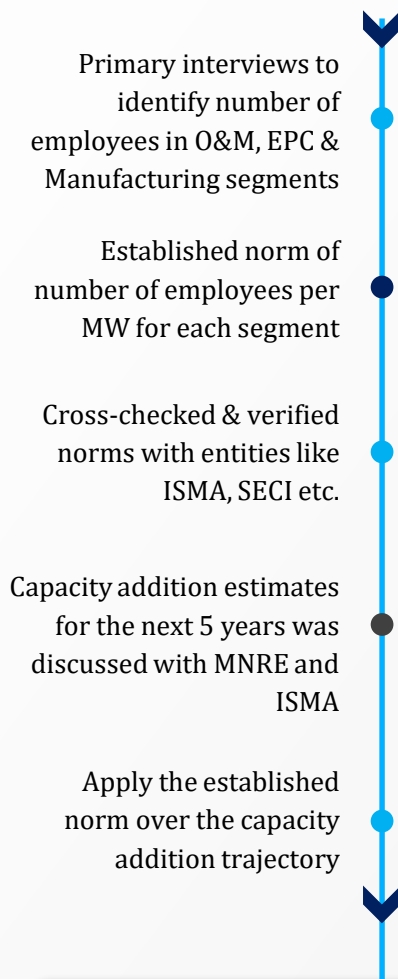 Primary interviews to
identify number of
employees in O&M, EPC &
Manufacturing segments
Established norm of
number of employees per
MW for each segment
Cross-checked & verified
norms with entities like
ISMA, SECI etc.
Capacity addition estimates
for the next 5 years was
discussed with MNRE and
ISMA
Apply the established
norm over the capacity
addition trajectory